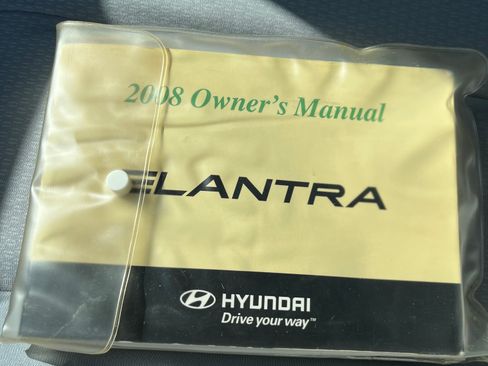 2008 Owner's Manual
ELANTRA
HYUNDAI
Drive your way™